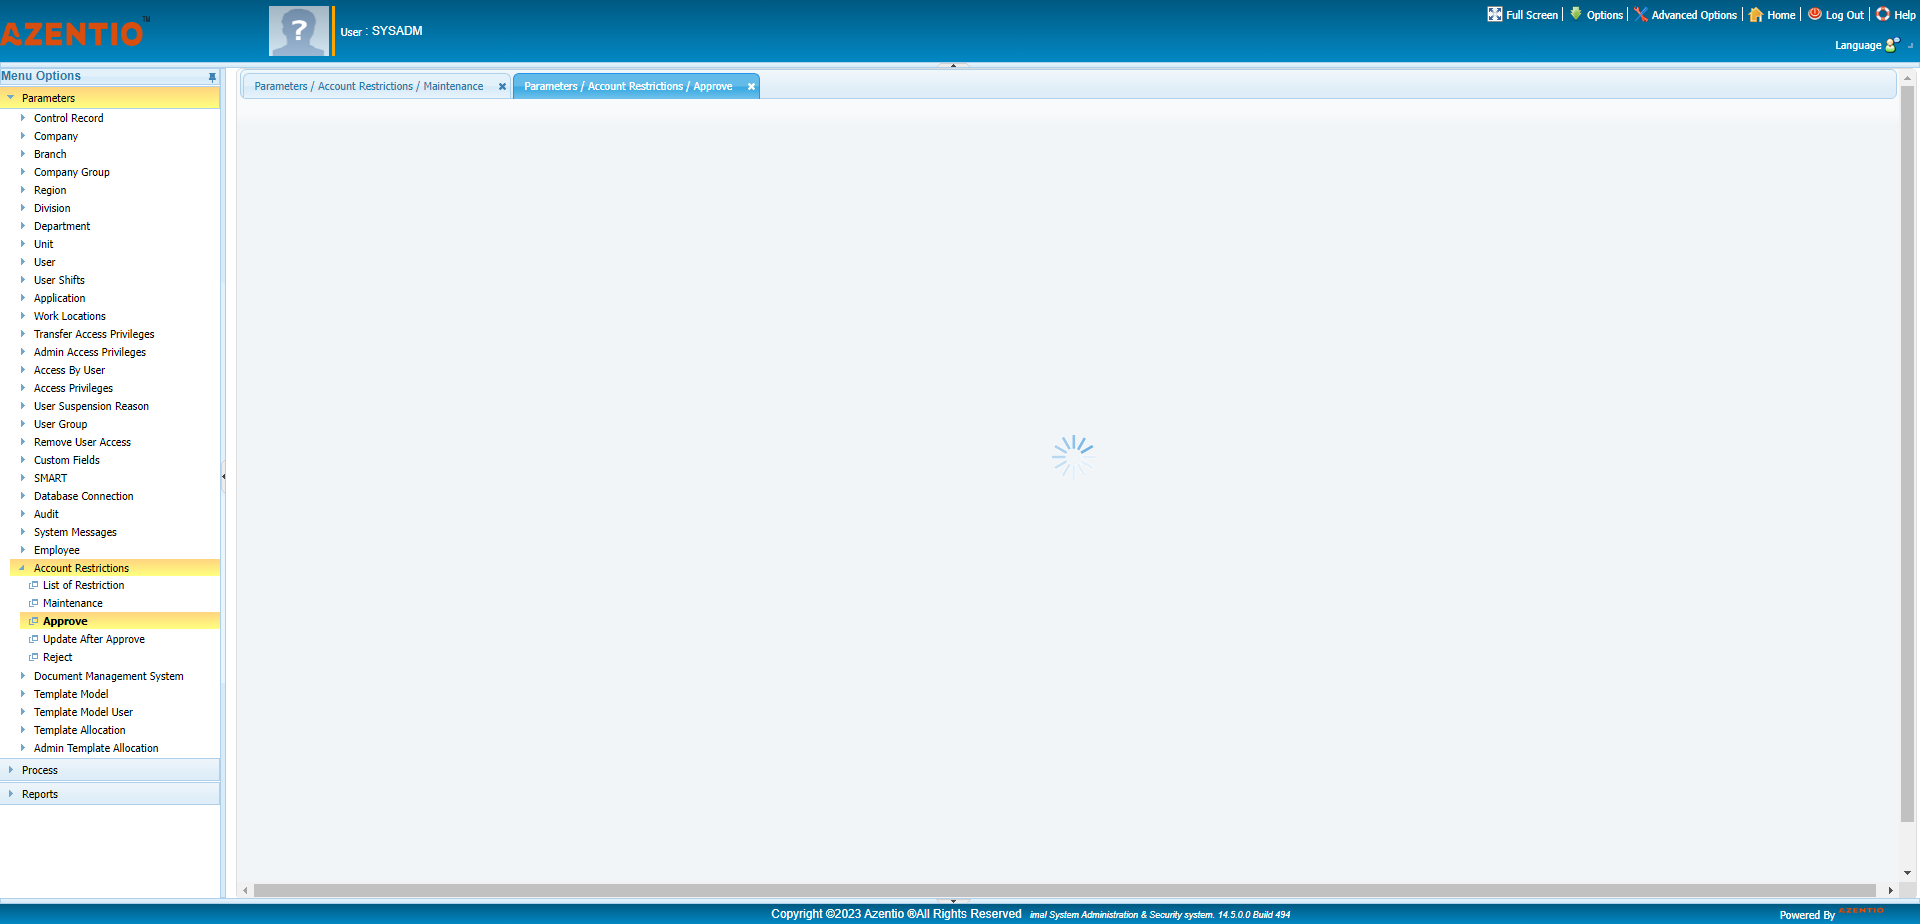 AZENTIO™
User : SYSADM
Full Screen
Options
Advanced Options
Home
Log Out
Help
Language
Menu Options
Parameters / Account Restrictions / Maintenance
Parameters / Account Restrictions / Approve
Parameters
Control Record
Company
Branch
Company Group
Region
Division
Department
Unit
User
User Shifts
Application
Work Locations
Transfer Access Privileges
Admin Access Privileges
Access By User
Access Privileges
User Suspension Reason
User Group
Remove User Access
Custom Fields
SMART
Database Connection
Audit
System Messages
Employee
Account Restrictions
List of Restriction
Maintenance
Approve
Update After Approve
Reject
Document Management System
Template Model
Template Model User
Template Allocation
Admin Template Allocation
Process
Reports
Copyright ©2023 Azentio ®All Rights Reserved imal System Administration & Security system. 14.5.0.0 Build 494
Powered By AZENTIO